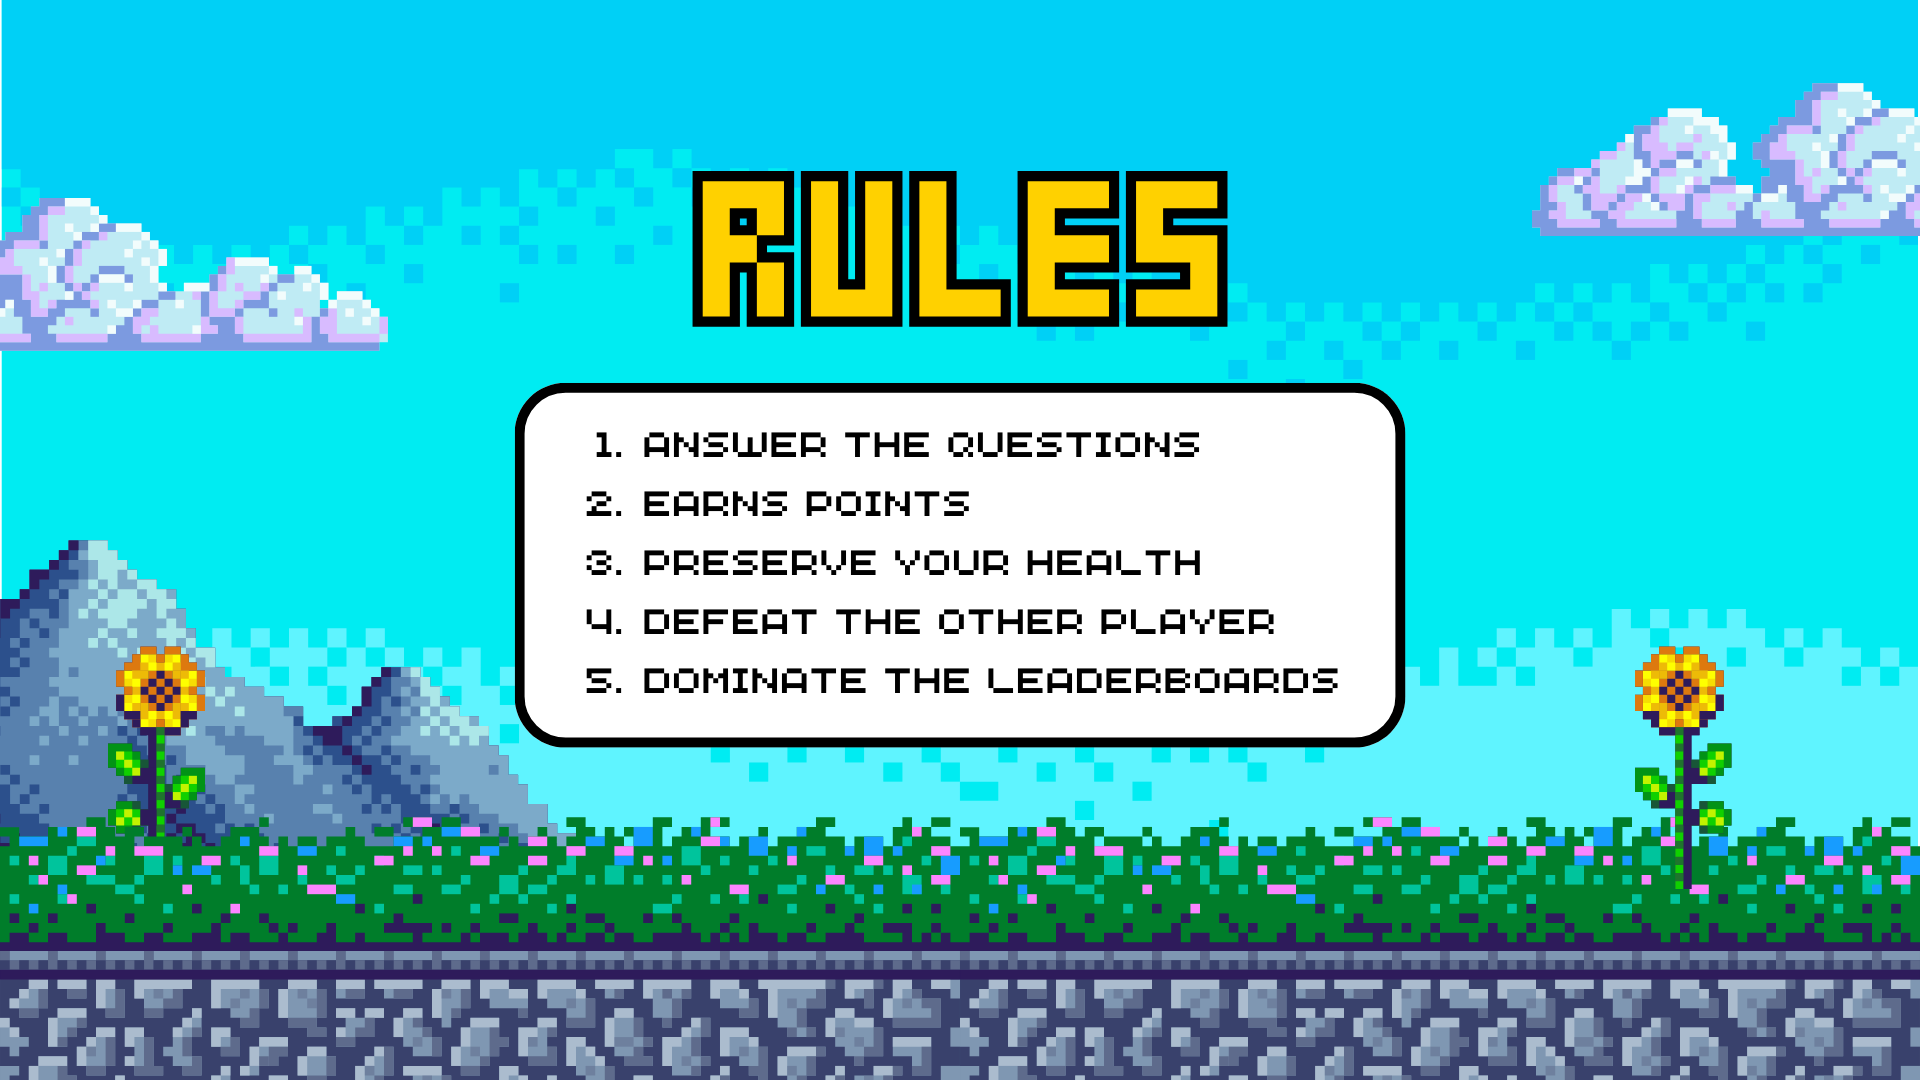 RULES
1. ANSWER THE QUESTIONS
2. EARNS POINTS
3. PRESERVE YOUR HEALTH
4. DEFEAT THE OTHER PLAYER
5. DOMINATE THE LEADERBOARDS